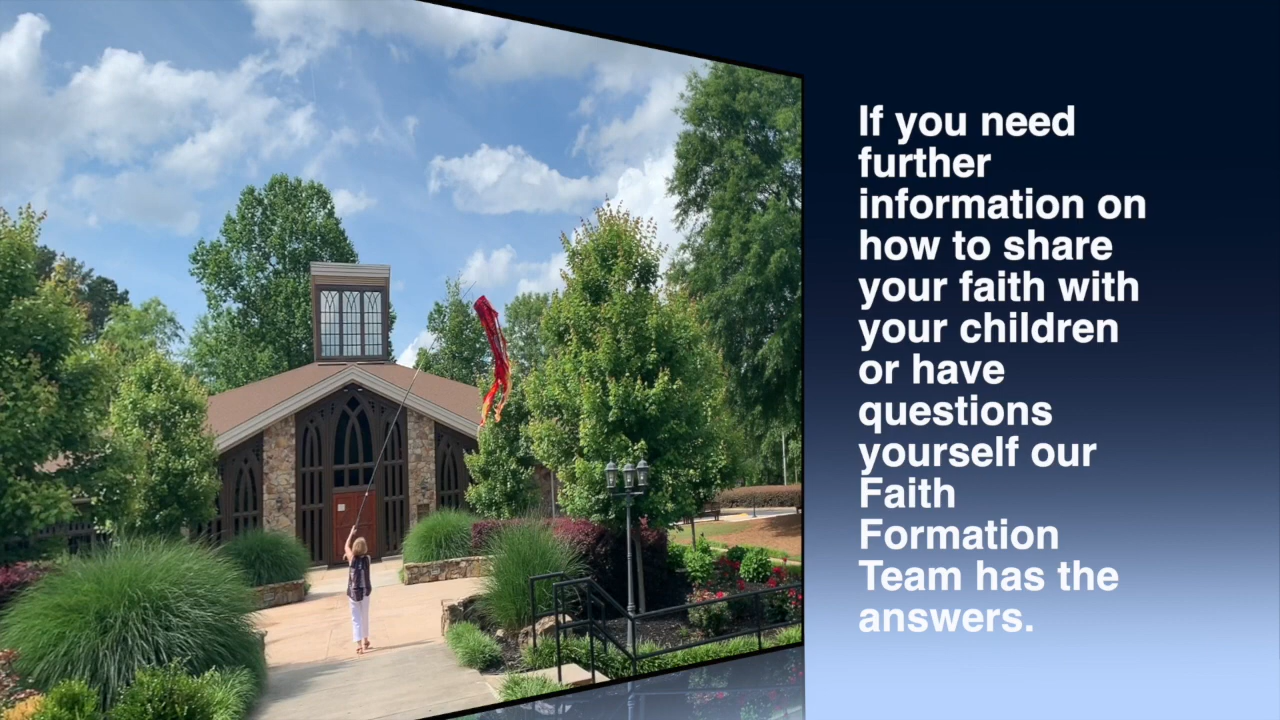 If you need
further
information on
how to share
your faith with
your children
or have
questions
yourself our
Faith
Formation
Team has the
answers.